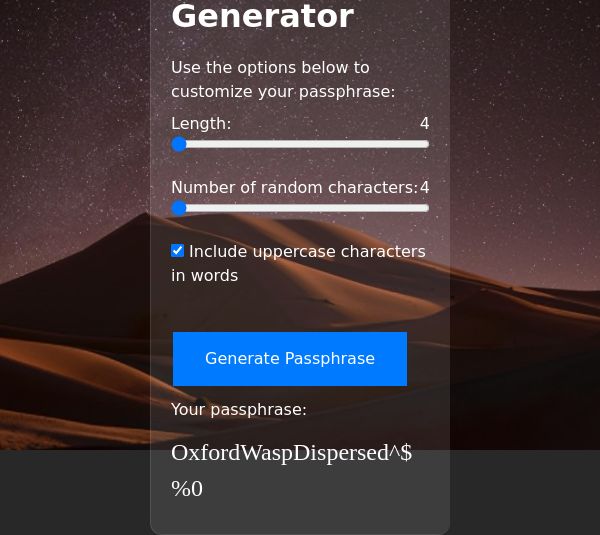 Generator
Use the options below to
customize your passphrase:
Length: 4
Number of random characters: 4
Include uppercase characters
in words
Generate Passphrase
Your passphrase:
OxfordWaspDispersed^$
%0